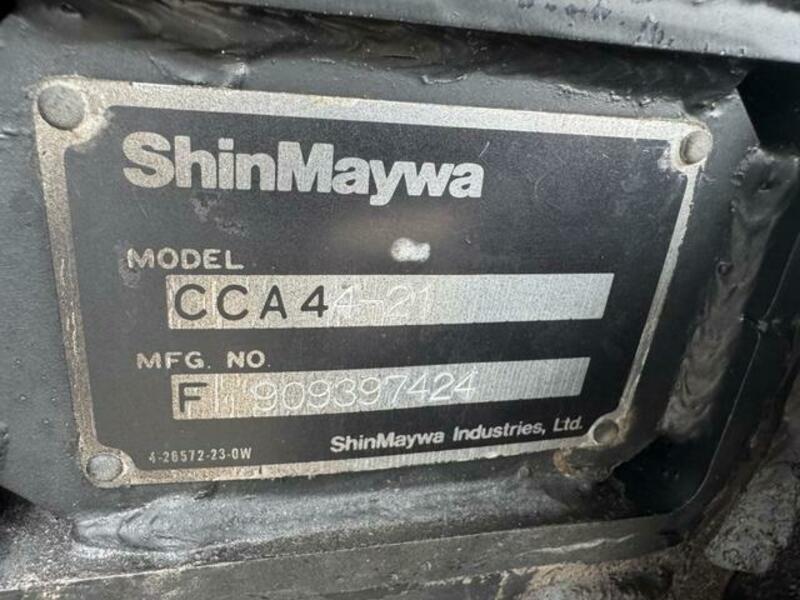 ShinMaywa
MODEL
CCA44-21
MFG. NO.
F 909397424
ShinMaywa Industries, Ltd.
4-26572-23-0W